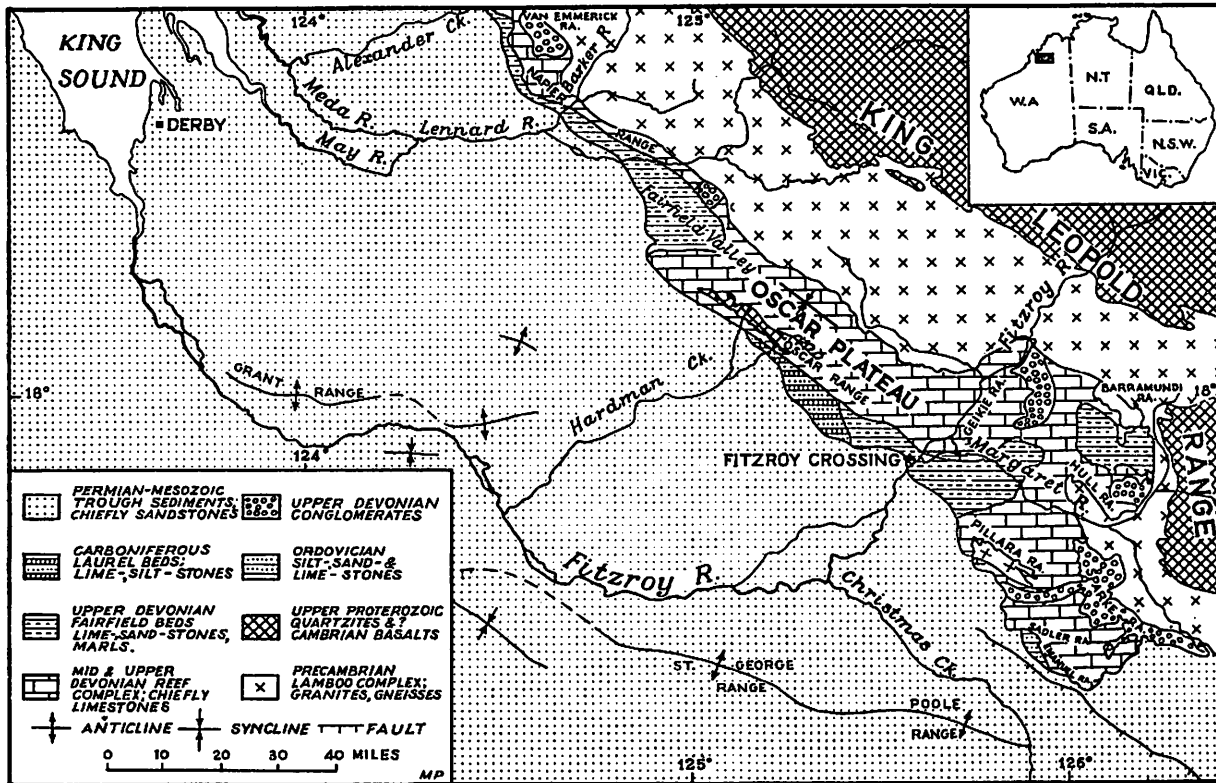 124°
125°
KING
SOUND
DERBY
Alexander Ck.
Meda R.
May R.
Lennard R.
VAN EMMERICK
RA.
Barker R.
NAPIER
RANGE
Fairfield Valley
KING
LEOPOLD
RANGE
W.A
N.T
QLD.
S.A.
N.S.W.
VIC.
OSCAR PLATEAU
OSCAR RANGE
Fitzroy R.
GEIKIE RA.
BARRAMUNDI
RA.
18°
18°
GRANT RANGE
Hardman Ck.
124°
FITZROY CROSSING
Margaret R.
HULL RA.
PILLARA RA.
SADLER RA.
EMANUEL RA.
Fitzroy R.
Christmas Ck.
ST. GEORGE
RANGE
POOLE
RANGE
125°
126°
PERMIAN-MESOZOIC
TROUGH SEDIMENTS;
CHIEFLY SANDSTONES
UPPER DEVONIAN
CONGLOMERATES
CARBONIFEROUS
LAUREL BEDS;
LIME-, SILT-STONES
ORDOVICIAN
SILT-, SAND- &
LIME-STONES
UPPER DEVONIAN
FAIRFIELD BEDS
LIME-, SAND-STONES,
MARLS.
UPPER PROTEROZOIC
QUARTZITES &?
CAMBRIAN BASALTS
MID & UPPER
DEVONIAN REEF
COMPLEX; CHIEFLY
LIMESTONES
PRECAMBRIAN
LAMBOO COMPLEX;
GRANITES, GNEISSES
ANTICLINE
SYNCLINE
FAULT
0 10 20 30 40 MILES
MP